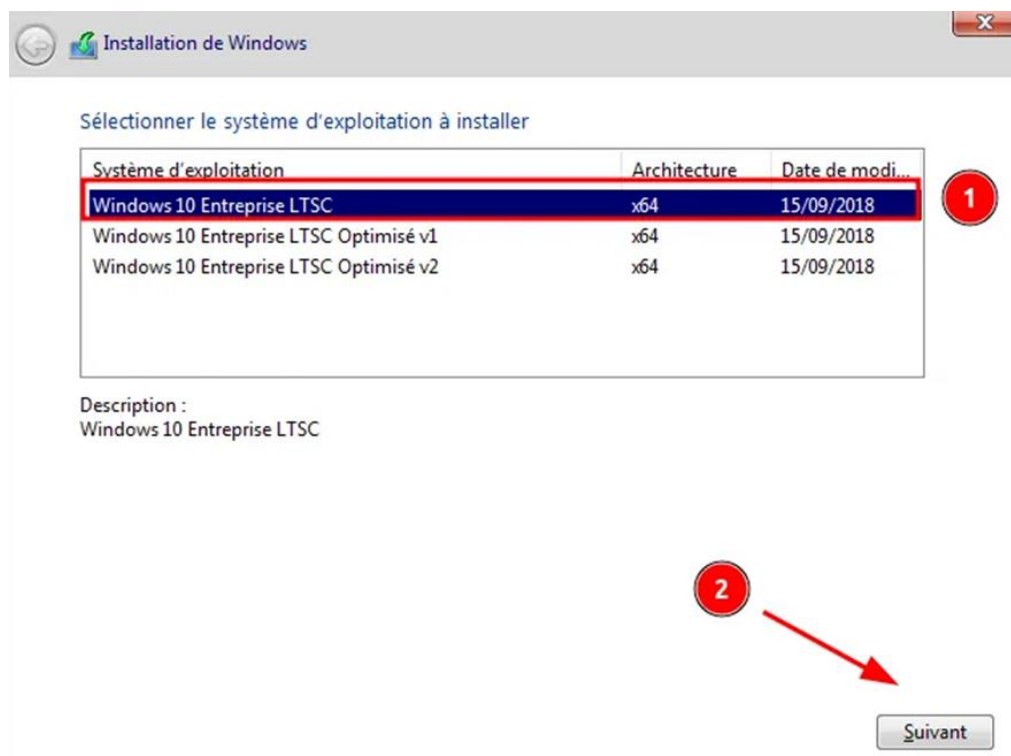 Installation de Windows
Sélectionner le système d'exploitation à installer
Système d'exploitation Architecture Date de modi...
Windows 10 Entreprise LTSC x64 15/09/2018
1
Windows 10 Entreprise LTSC Optimisé v1 x64 15/09/2018
Windows 10 Entreprise LTSC Optimisé v2 x64 15/09/2018
Description :
Windows 10 Entreprise LTSC
2
Suivant